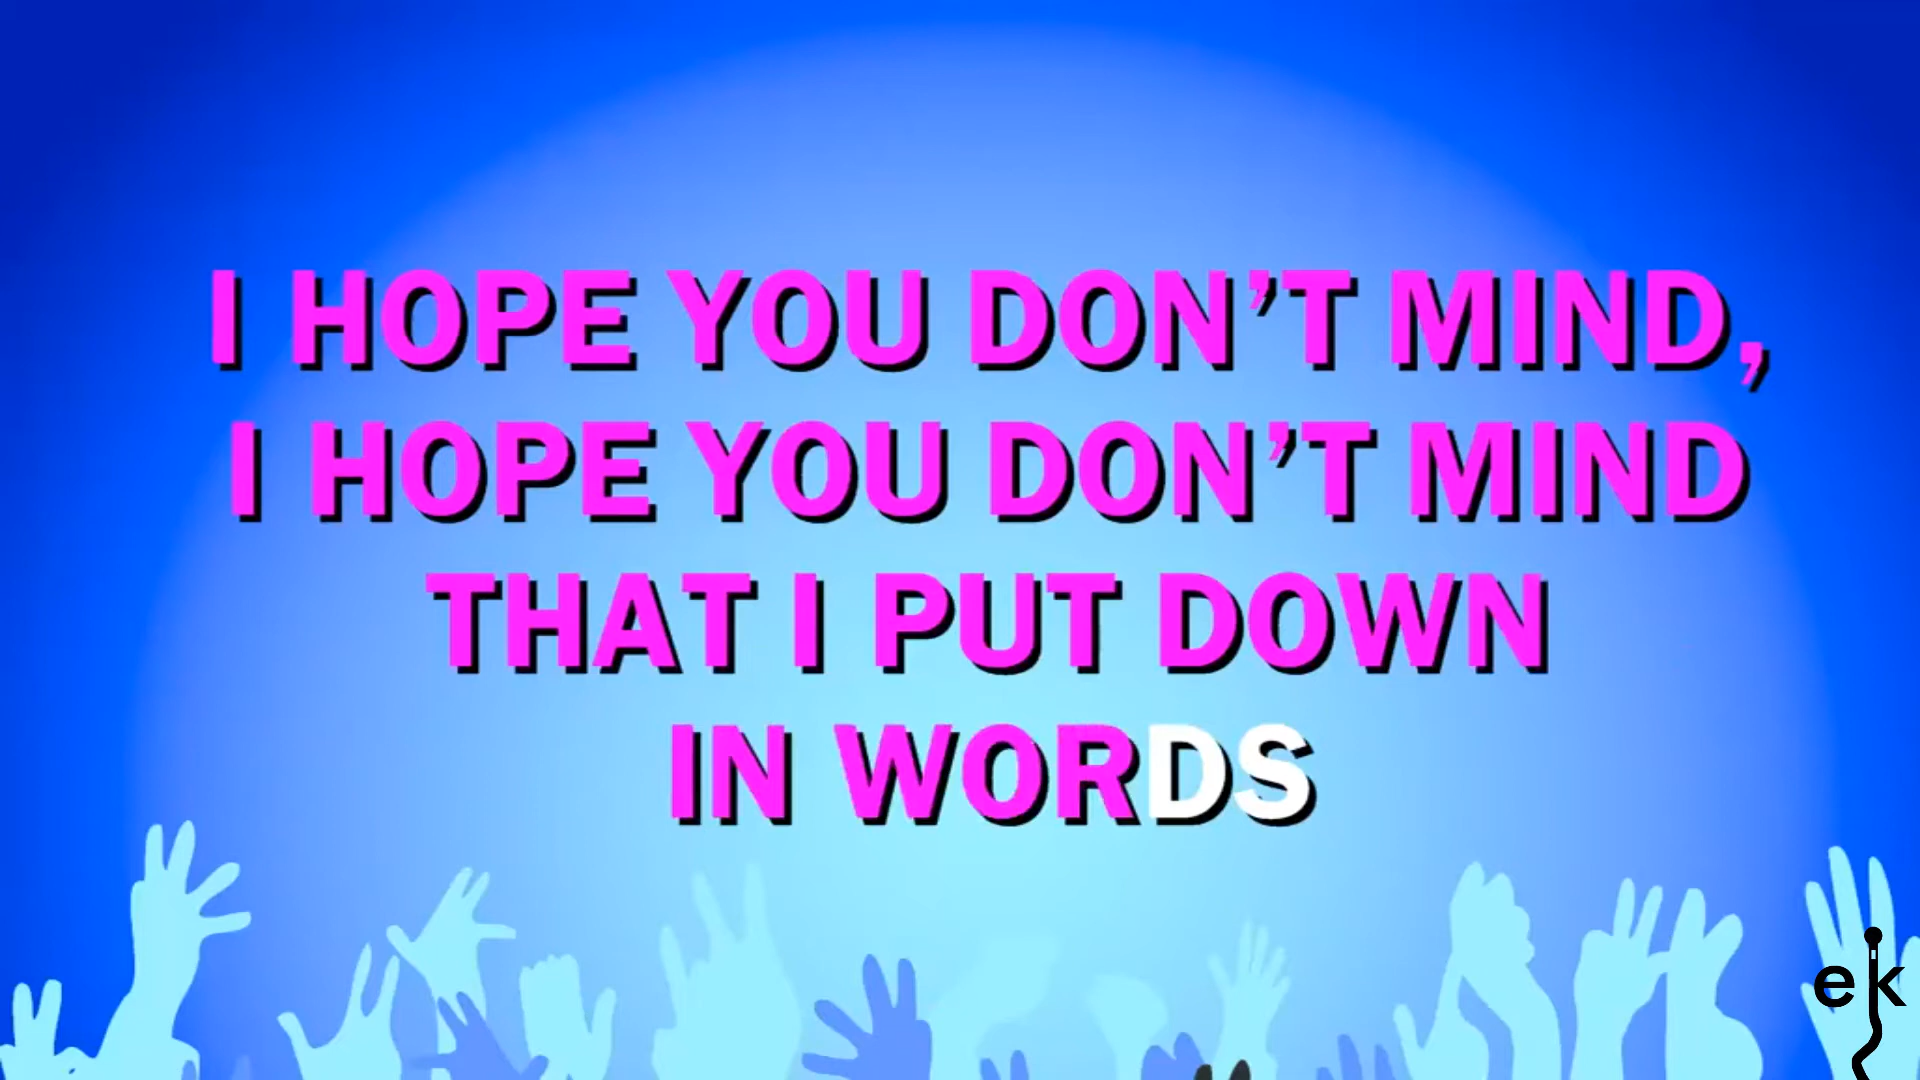 I HOPE YOU DON'T MIND,
I HOPE YOU DON'T MIND
THAT I PUT DOWN
IN WORDS
ek